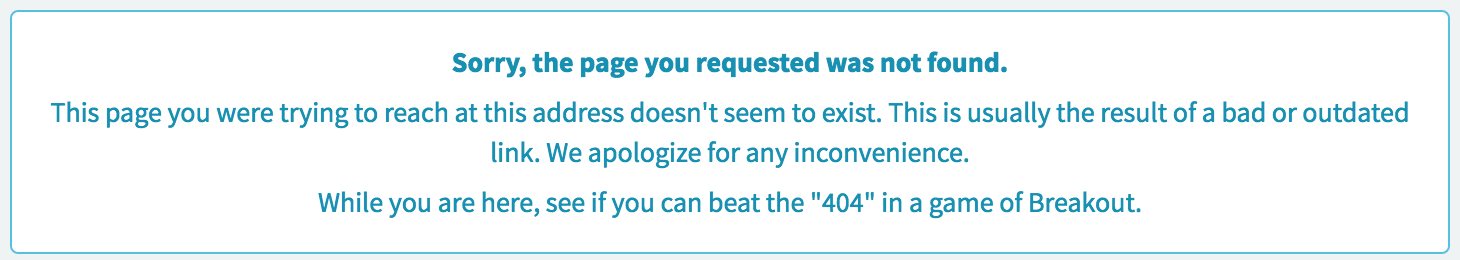 Sorry, the page you requested was not found.
This page you were trying to reach at this address doesn't seem to exist. This is usually the result of a bad or outdated
link. We apologize for any inconvenience.
While you are here, see if you can beat the "404" in a game of Breakout.